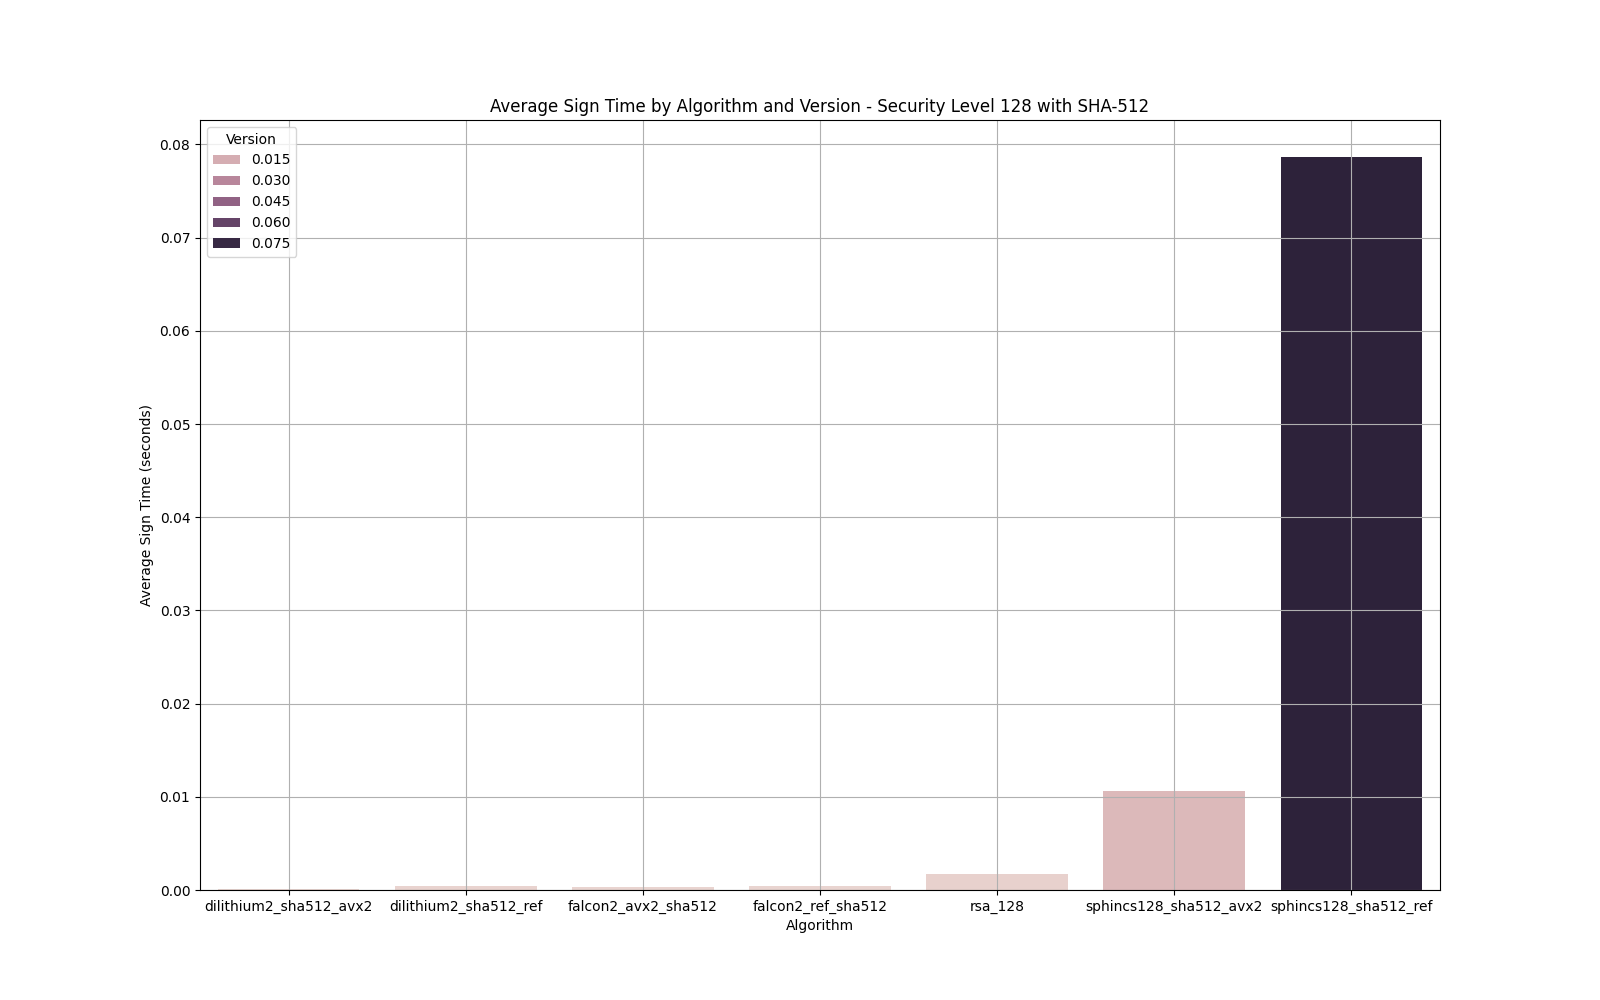 Average Sign Time by Algorithm and Version - Security Level 128 with SHA-512
Version
0.015
0.030
0.045
0.060
0.075
0.08
0.07
0.06
0.05
0.04
0.03
0.02
0.01
0.00
Average Sign Time (seconds)
dilithium2_sha512_avx2 dilithium2_sha512_ref falcon2_avx2_sha512 falcon2_ref_sha512 rsa_128 sphincs128_sha512_avx2 sphincs128_sha512_ref
Algorithm